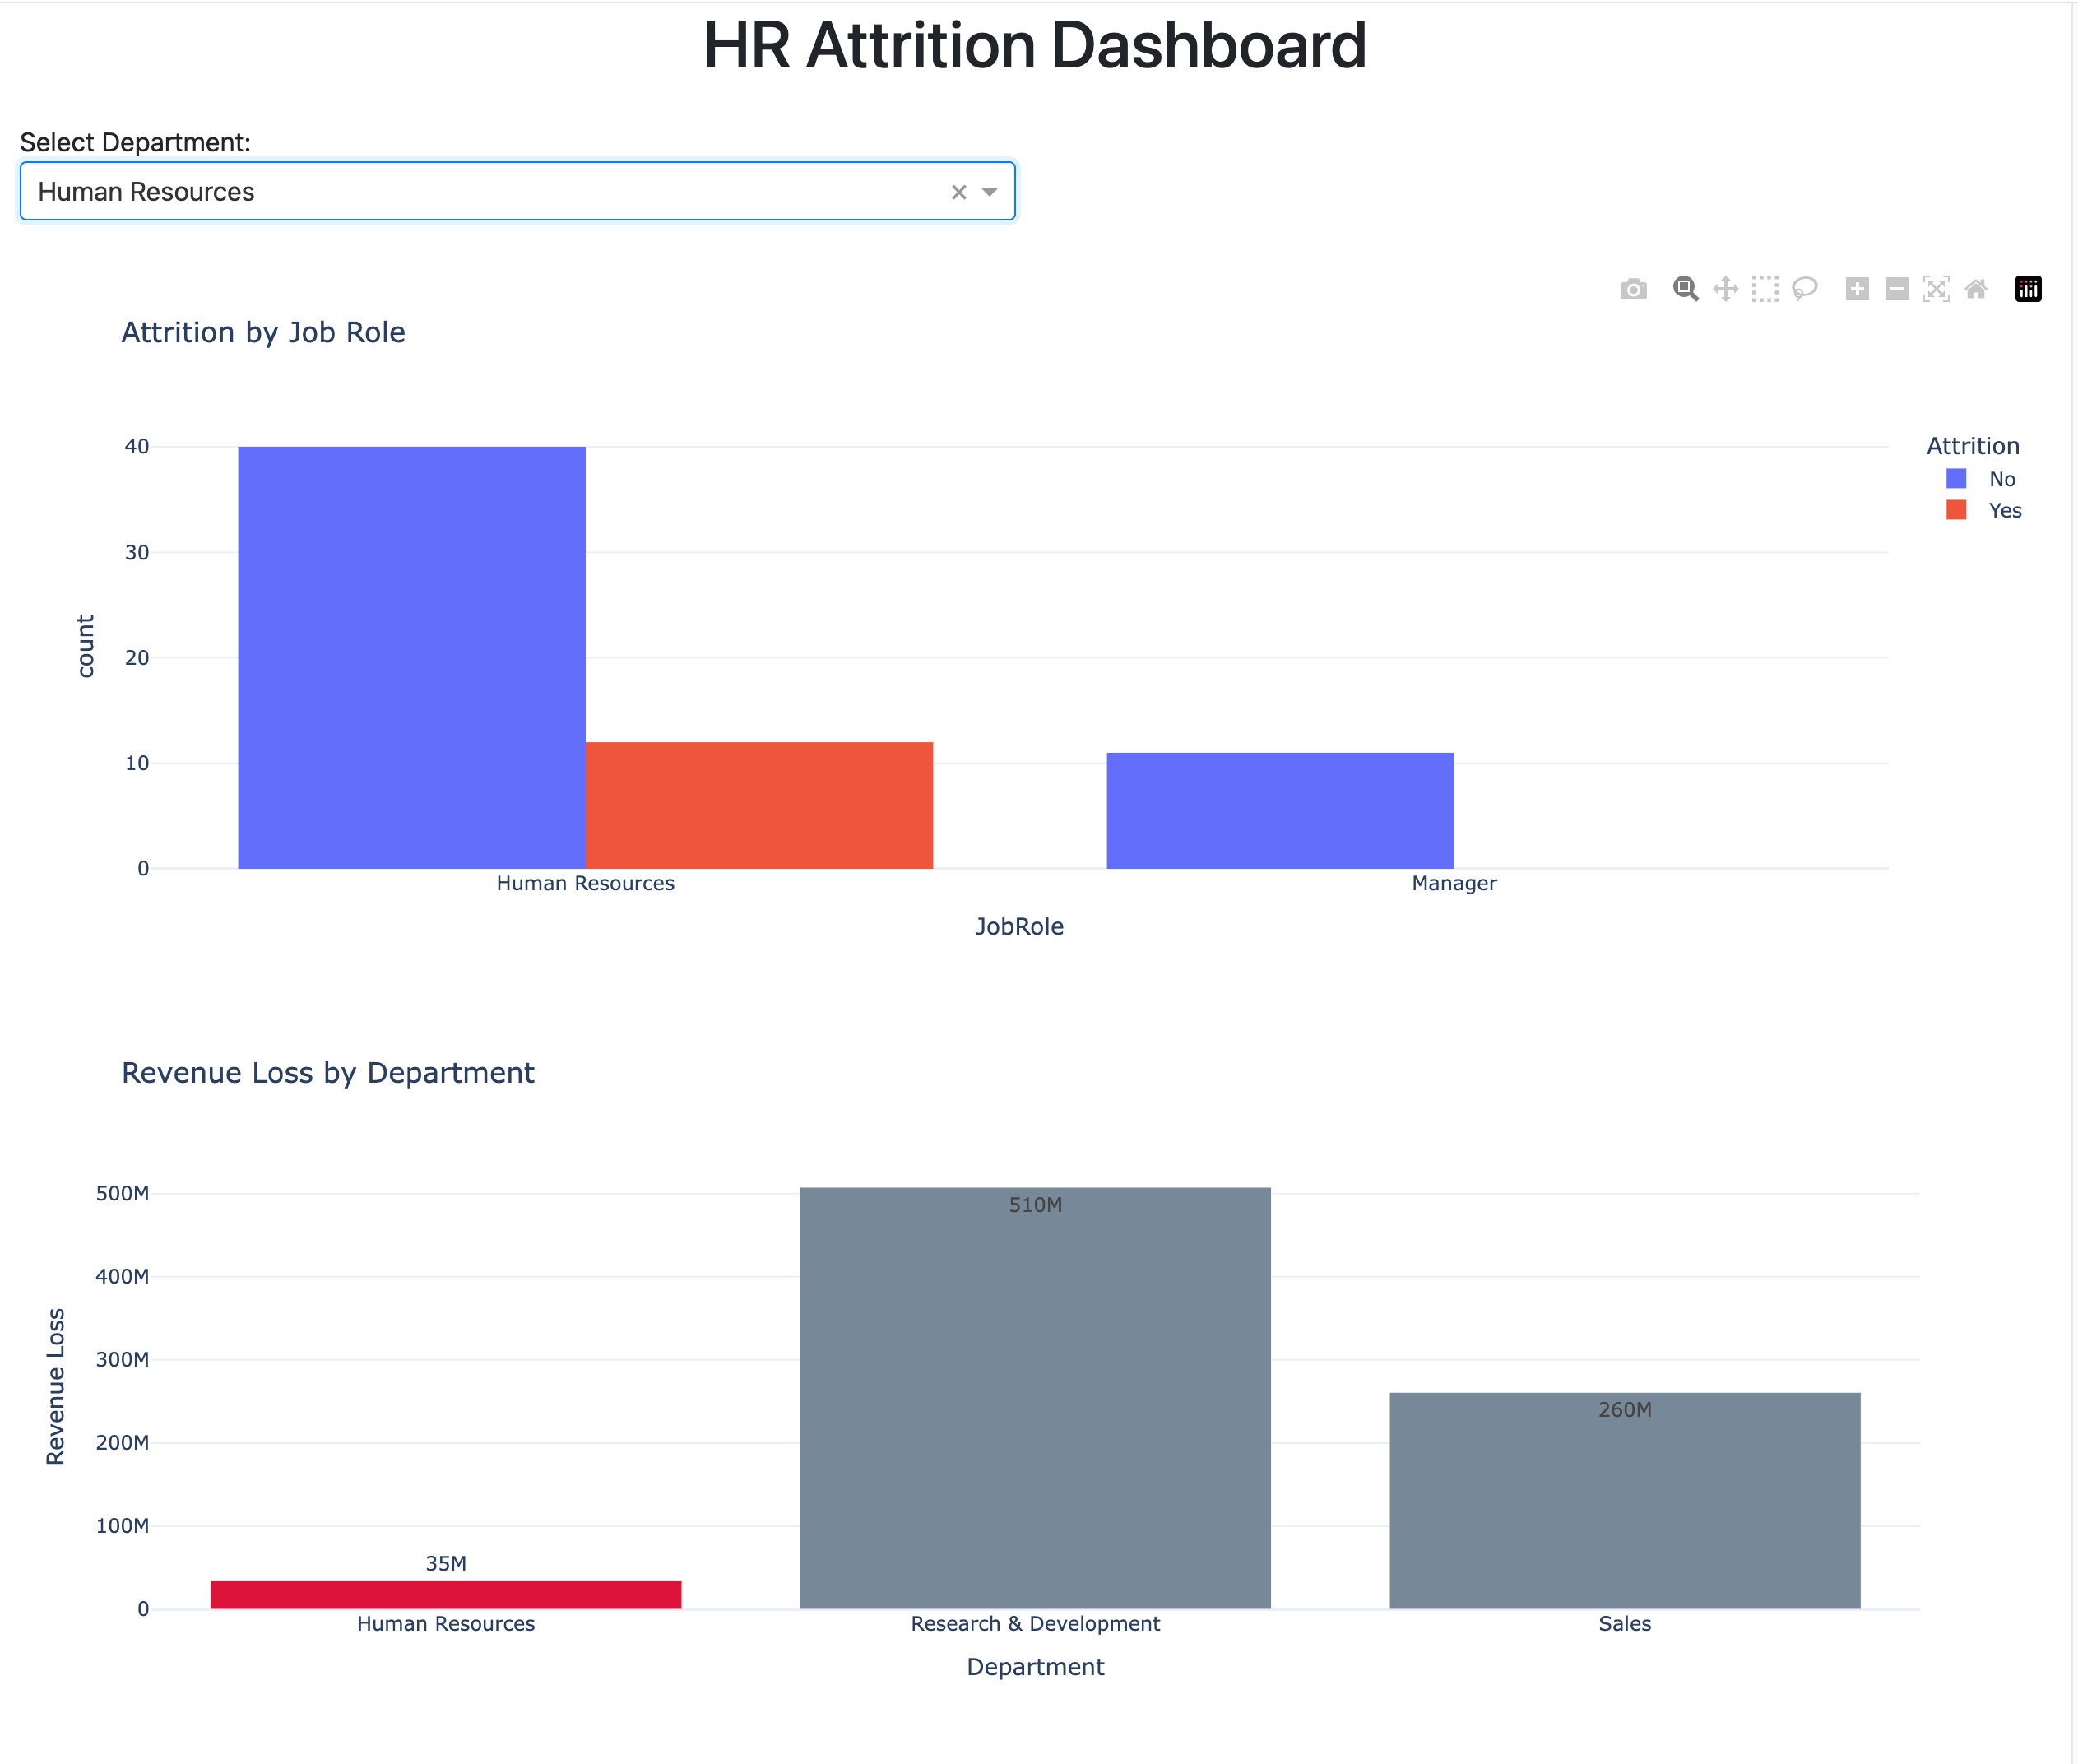 HR Attrition Dashboard
Select Department:
Human Resources
Attrition by Job Role
Attrition
No
Yes
40
30
20
10
0
count
Human Resources
Manager
JobRole
Revenue Loss by Department
500M
400M
300M
200M
100M
0
Revenue Loss
35M
510M
260M
Human Resources
Research & Development
Sales
Department